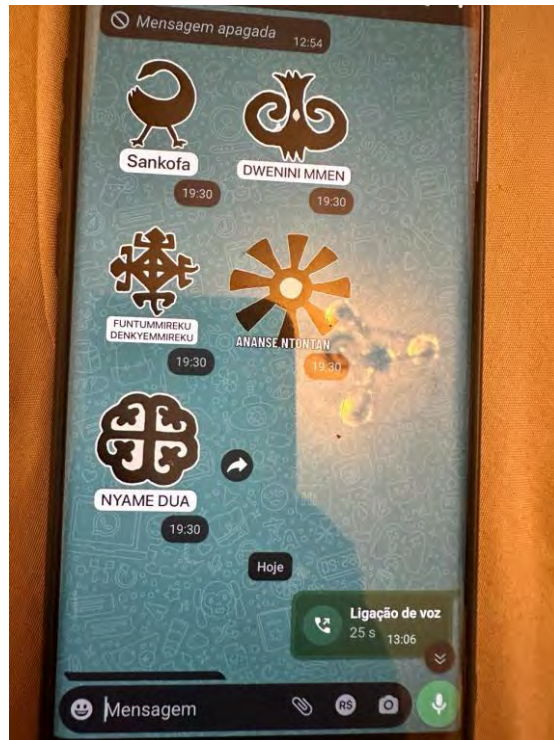 Mensagem apagada
12:54
Sankofa
DWENINI MMEN
19:30
19:30
FUNTUMMIREKU
DENKYEMMIREKU
ANANSE NTONTAN
19:30
19:30
NYAME DUA
19:30
Hoje
Ligação de voz
25 s
13:06
Mensagem
R$